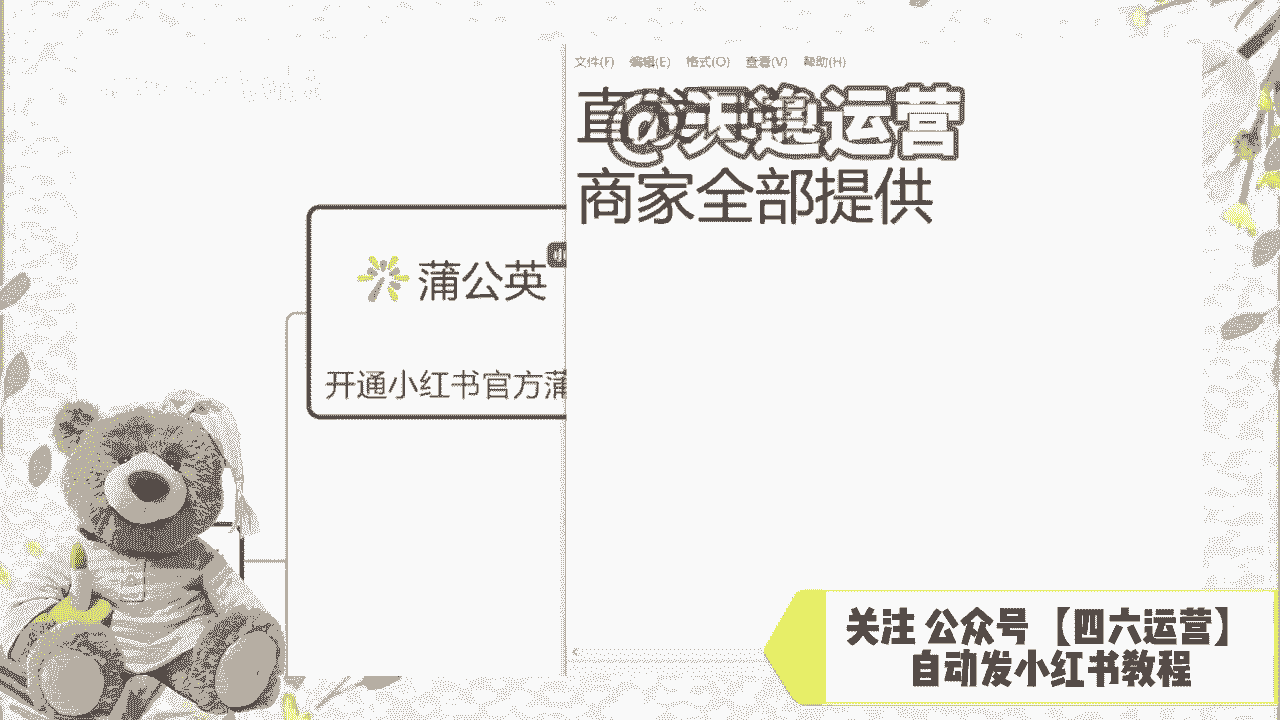 文件(F) 编辑(E) 格式(O) 查看(V) 帮助(H)
@天逸运营
商家全部提供
蒲公英
开通小红书官方蒲
关注 公众号 【四六运营】
自动发小红书教程